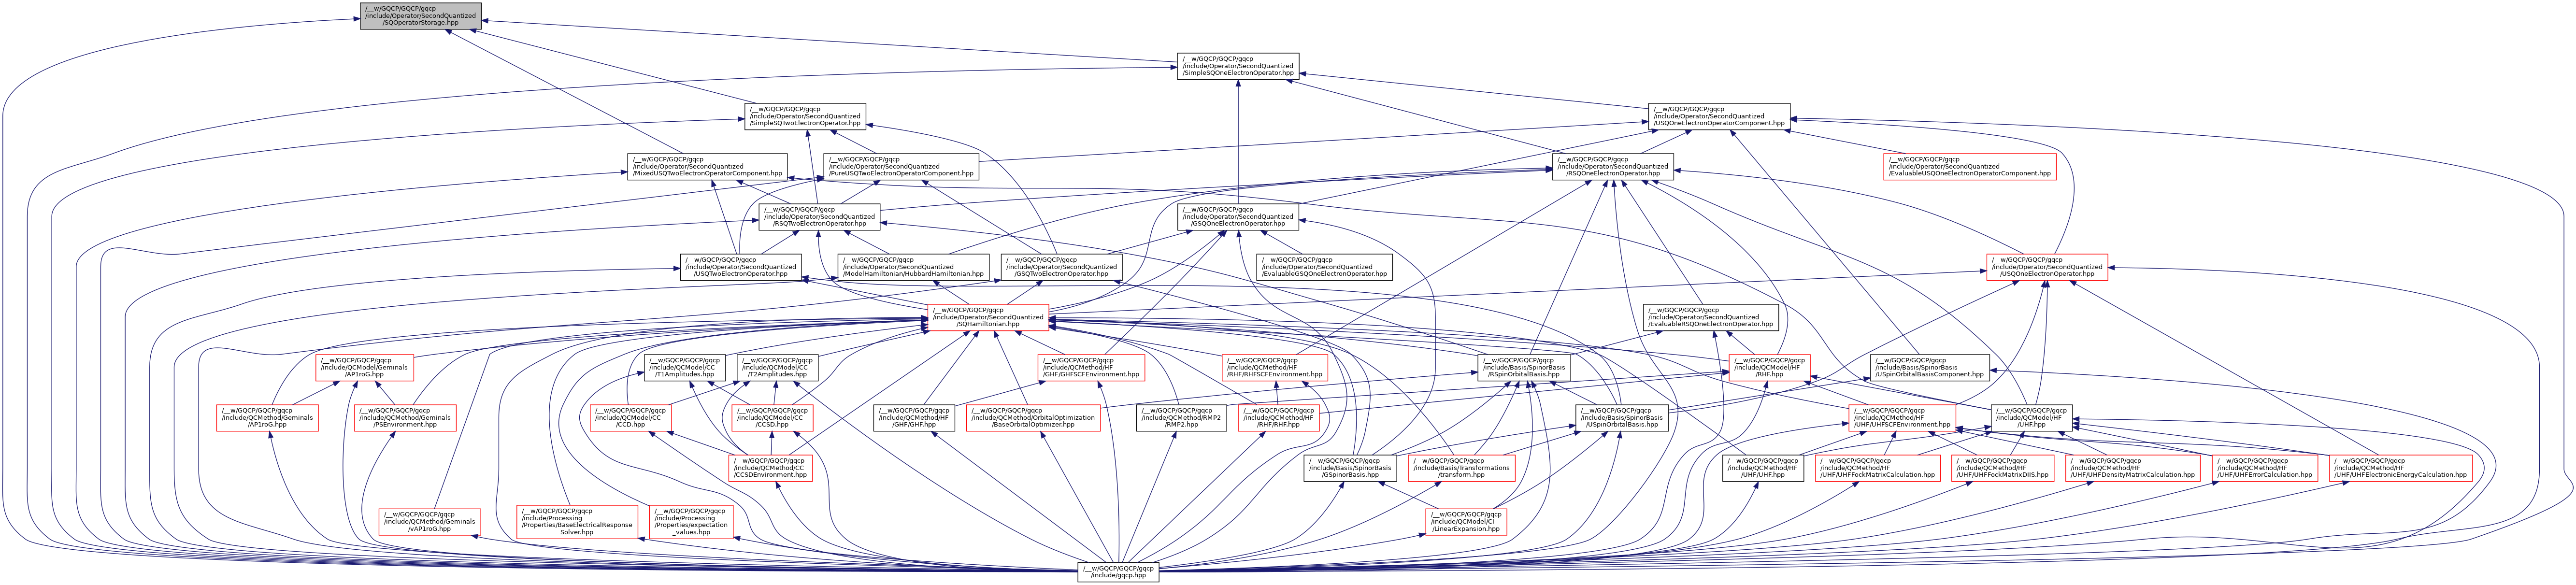 /__w/GQCP/GQCP/gqcp
/include/Operator/SecondQuantized
/SQOperatorStorage.hpp
/__w/GQCP/GQCP/gqcp
/include/Operator/SecondQuantized
/SimpleSQOneElectronOperator.hpp
/__w/GQCP/GQCP/gqcp
/include/Operator/SecondQuantized
/SimpleSQTwoElectronOperator.hpp
/__w/GQCP/GQCP/gqcp
/include/Operator/SecondQuantized
/USQOneElectronOperatorComponent.hpp
/__w/GQCP/GQCP/gqcp
/include/Operator/SecondQuantized
/MixedUSQTwoElectronOperatorComponent.hpp
/__w/GQCP/GQCP/gqcp
/include/Operator/SecondQuantized
/PureUSQTwoElectronOperatorComponent.hpp
/__w/GQCP/GQCP/gqcp
/include/Operator/SecondQuantized
/RSQOneElectronOperator.hpp
/__w/GQCP/GQCP/gqcp
/include/Operator/SecondQuantized
/EvaluableUSQOneElectronOperatorComponent.hpp
/__w/GQCP/GQCP/gqcp
/include/Operator/SecondQuantized
/RSQTwoElectronOperator.hpp
/__w/GQCP/GQCP/gqcp
/include/Operator/SecondQuantized
/GSQOneElectronOperator.hpp
/__w/GQCP/GQCP/gqcp
/include/Operator/SecondQuantized
/USQTwoElectronOperator.hpp
/__w/GQCP/GQCP/gqcp
/include/Operator/SecondQuantized
/ModelHamiltonian/HubbardHamiltonian.hpp
/__w/GQCP/GQCP/gqcp
/include/Operator/SecondQuantized
/GSQTwoElectronOperator.hpp
/__w/GQCP/GQCP/gqcp
/include/Operator/SecondQuantized
/EvaluableGSQOneElectronOperator.hpp
/__w/GQCP/GQCP/gqcp
/include/Operator/SecondQuantized
/USQOneElectronOperator.hpp
/__w/GQCP/GQCP/gqcp
/include/Operator/SecondQuantized
/SQHamiltonian.hpp
/__w/GQCP/GQCP/gqcp
/include/Operator/SecondQuantized
/EvaluableRSQOneElectronOperator.hpp
/__w/GQCP/GQCP/gqcp
/include/QCModel/Geminals
/AP1roG.hpp
/__w/GQCP/GQCP/gqcp
/include/QCModel/CC
/T1Amplitudes.hpp
/__w/GQCP/GQCP/gqcp
/include/QCModel/CC
/T2Amplitudes.hpp
/__w/GQCP/GQCP/gqcp
/include/QCMethod/HF
/GHF/GHFSCFEnvironment.hpp
/__w/GQCP/GQCP/gqcp
/include/QCMethod/HF
/RHF/RHFSCFEnvironment.hpp
/__w/GQCP/GQCP/gqcp
/include/Basis/SpinorBasis
/RSpinOrbitalBasis.hpp
/__w/GQCP/GQCP/gqcp
/include/QCModel/HF
/RHF.hpp
/__w/GQCP/GQCP/gqcp
/include/Basis/SpinorBasis
/USpinOrbitalBasisComponent.hpp
/__w/GQCP/GQCP/gqcp
/include/QCMethod/Geminals
/AP1roG.hpp
/__w/GQCP/GQCP/gqcp
/include/QCMethod/Geminals
/PSEnvironment.hpp
/__w/GQCP/GQCP/gqcp
/include/QCModel/CC
/CCD.hpp
/__w/GQCP/GQCP/gqcp
/include/QCModel/CC
/CCSD.hpp
/__w/GQCP/GQCP/gqcp
/include/QCMethod/HF
/GHF/GHF.hpp
/__w/GQCP/GQCP/gqcp
/include/QCMethod/OrbitalOptimization
/BaseOrbitalOptimizer.hpp
/__w/GQCP/GQCP/gqcp
/include/QCMethod/RMP2
/RMP2.hpp
/__w/GQCP/GQCP/gqcp
/include/QCMethod/HF
/RHF/RHF.hpp
/__w/GQCP/GQCP/gqcp
/include/Basis/SpinorBasis
/USpinOrbitalBasis.hpp
/__w/GQCP/GQCP/gqcp
/include/QCMethod/HF
/UHF/UHFSCFEnvironment.hpp
/__w/GQCP/GQCP/gqcp
/include/QCModel/HF
/UHF.hpp
/__w/GQCP/GQCP/gqcp
/include/QCMethod/CC
/CCSDEnvironment.hpp
/__w/GQCP/GQCP/gqcp
/include/Basis/SpinorBasis
/GSpinorBasis.hpp
/__w/GQCP/GQCP/gqcp
/include/Basis/Transformations
/transform.hpp
/__w/GQCP/GQCP/gqcp
/include/QCMethod/HF
/UHF/UHF.hpp
/__w/GQCP/GQCP/gqcp
/include/QCMethod/HF
/UHF/UHFFockMatrixCalculation.hpp
/__w/GQCP/GQCP/gqcp
/include/QCMethod/HF
/UHF/UHFFockMatrixDIIS.hpp
/__w/GQCP/GQCP/gqcp
/include/QCMethod/HF
/UHF/UHFDensityMatrixCalculation.hpp
/__w/GQCP/GQCP/gqcp
/include/QCMethod/HF
/UHF/UHFErrorCalculation.hpp
/__w/GQCP/GQCP/gqcp
/include/QCMethod/HF
/UHF/UHFElectronicEnergyCalculation.hpp
/__w/GQCP/GQCP/gqcp
/include/QCMethod/Geminals
/vAP1roG.hpp
/__w/GQCP/GQCP/gqcp
/include/Processing
/Properties/BaseElectricalResponse
Solver.hpp
/__w/GQCP/GQCP/gqcp
/include/Processing
/Properties/expectation
_values.hpp
/__w/GQCP/GQCP/gqcp
/include/QCModel/CI
/LinearExpansion.hpp
/__w/GQCP/GQCP/gqcp
/include/gqcp.hpp